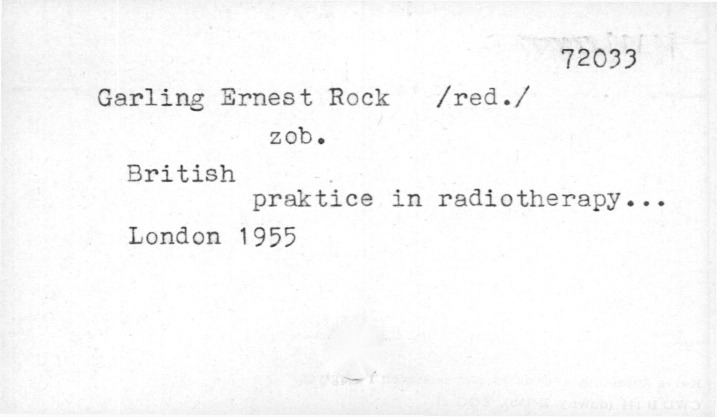 72033
Garling Ernest Rock /red./
zob.
British
praktice in radiotherapy...
London 1955